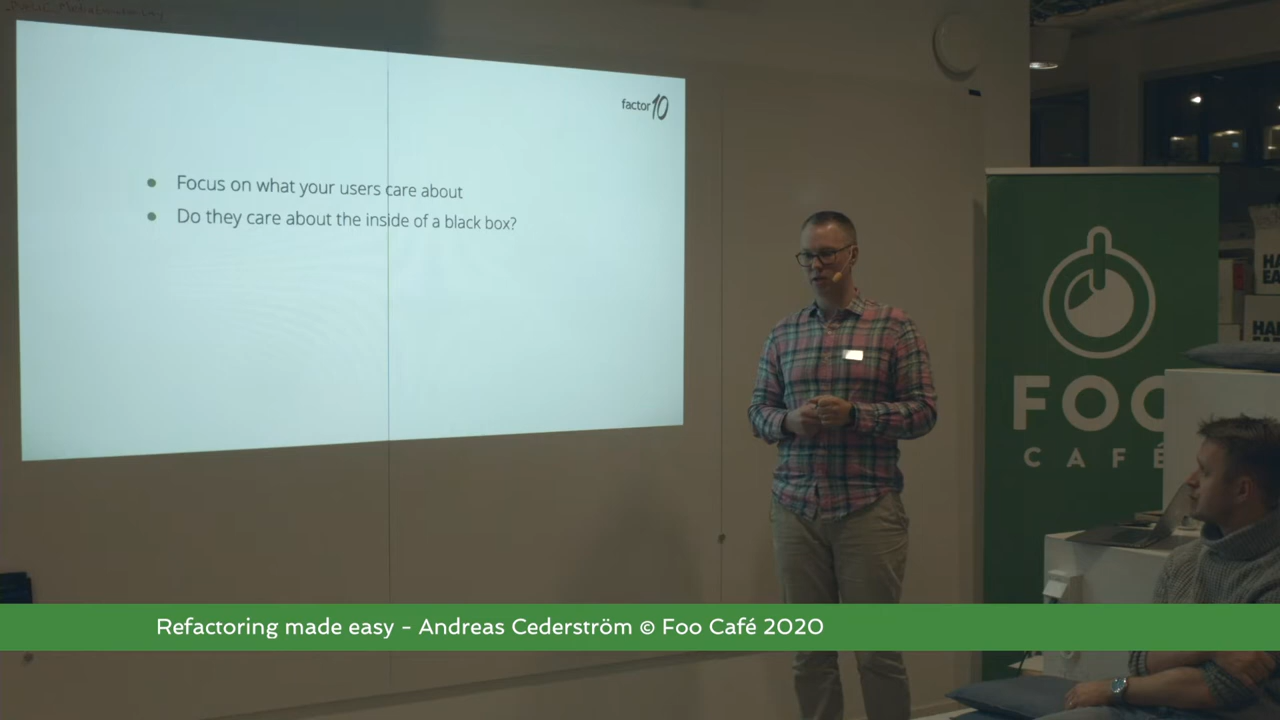 factor10
● Focus on what your users care about
● Do they care about the inside of a black box?
FOO
CAFÉ
Refactoring made easy - Andreas Cederström © Foo Café 2020